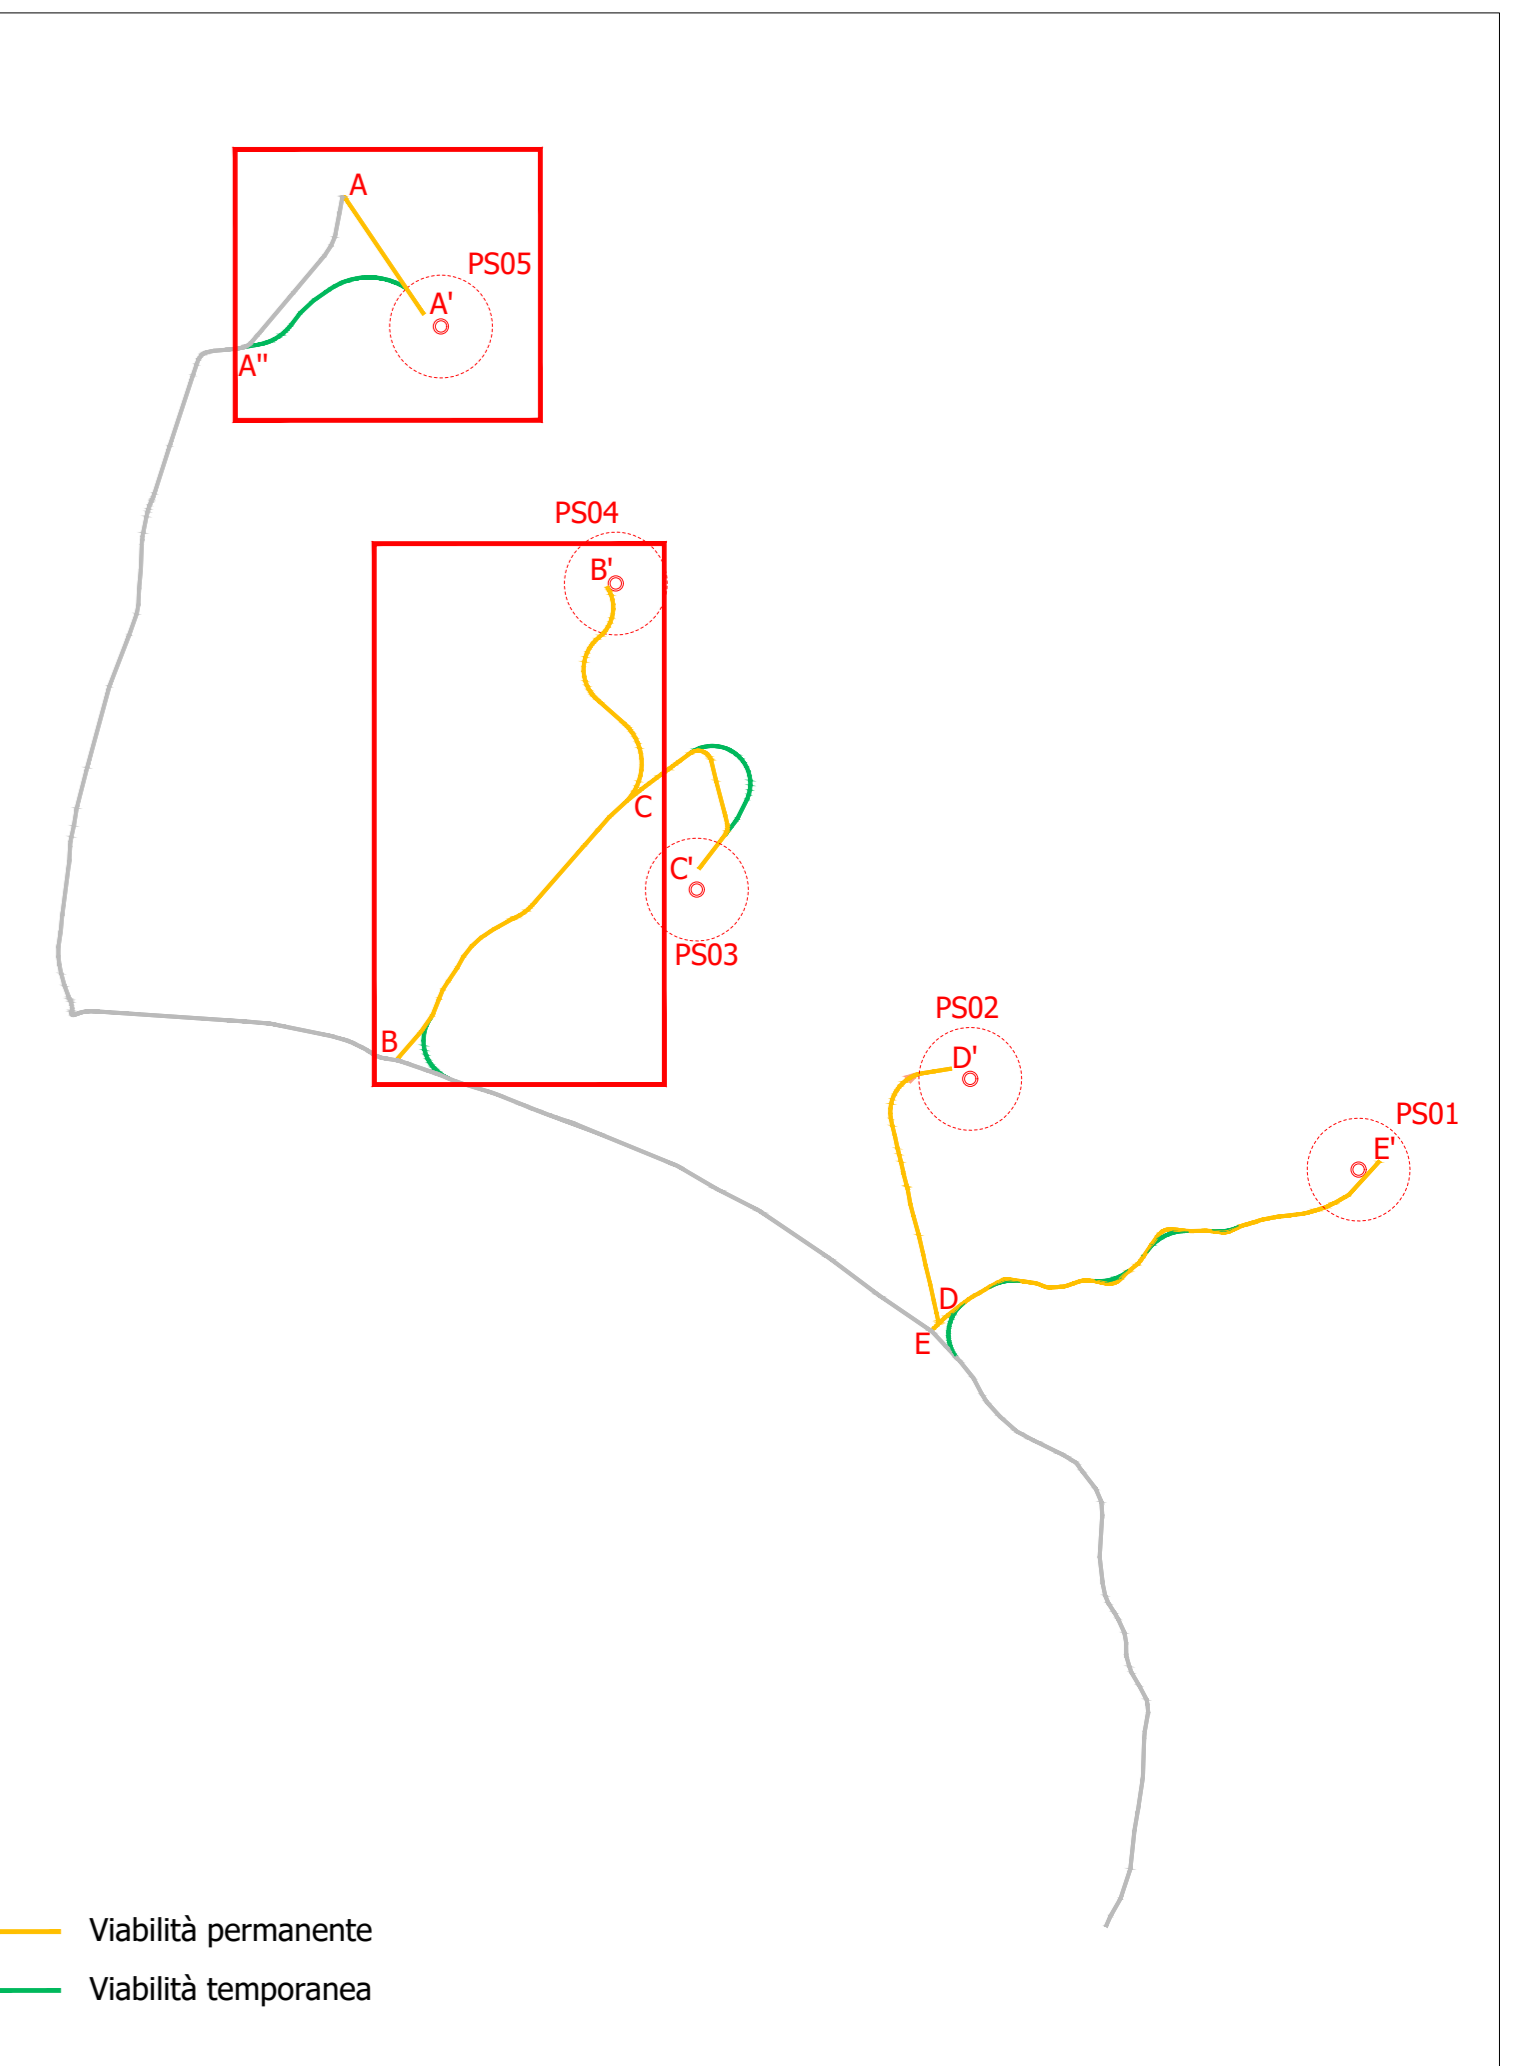 A
PS05
A'
A"
PS04
B'
C
C'
PS03
B
PS02
D'
PS01
E'
D
E
Viabilità permanente
Viabilità temporanea